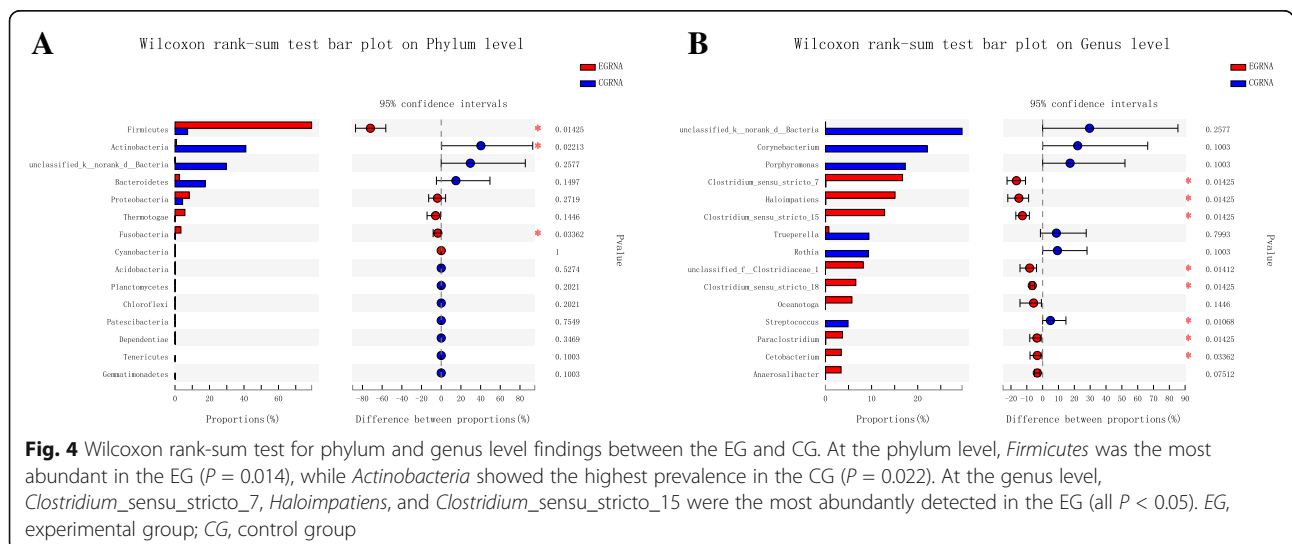 A
Wilcoxon rank-sum test bar plot on Phylum level
EGRNA
CGRNA
95% confidence intervals
Firmicutes
Actinobacteria
unclassified_k__norank_d__Bacteria
Bacteroidetes
Proteobacteria
Thermotogae
Fusobacteria
Cyanobacteria
Acidobacteria
Planctomycetes
Chloroflexi
Patescibacteria
Dependentiae
Tenericutes
Gemmatimonadetes
* 0.01425
* 0.02213
0.2577
0.1497
0.2719
0.1446
* 0.03362
1
0.5274
0.2021
0.2021
0.7549
0.3469
0.1003
0.1003
Pvalue
0 20 40 60
-80 -60 -40 -20 0 20 40 60 80
Proportions(%)
Difference between proportions(%)
B
Wilcoxon rank-sum test bar plot on Genus level
EGRNA
CGRNA
95% confidence intervals
unclassified_k__norank_d__Bacteria
Corynebacterium
Porphyromonas
Clostridium_sensu_stricto_7
Haloimpatiens
Clostridium_sensu_stricto_15
Trueperella
Rothia
unclassified_f__Clostridiaceae_1
Clostridium_sensu_stricto_18
Oceanotoga
Streptococcus
Paraclostridium
Cetobacterium
Anaerosalibacter
0.2577
0.1003
0.1003
* 0.01425
* 0.01425
* 0.01425
0.7993
0.1003
* 0.01412
* 0.01425
0.1446
* 0.01068
* 0.01425
* 0.03362
0.07512
Pvalue
0 10 20
-20 -10 0 10 20 30 40 50 60 70 80 90
Proportions(%)
Difference between proportions(%)
Fig. 4 Wilcoxon rank-sum test for phylum and genus level findings between the EG and CG. At the phylum level, Firmicutes was the most
abundant in the EG (P = 0.014), while Actinobacteria showed the highest prevalence in the CG (P = 0.022). At the genus level,
Clostridium_sensu_stricto_7, Haloimpatiens, and Clostridium_sensu_stricto_15 were the most abundantly detected in the EG (all P < 0.05). EG,
experimental group; CG, control group